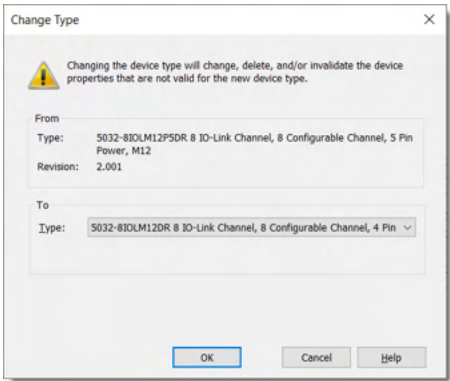 Change Type
Changing the device type will change, delete, and/or invalidate the device
properties that are not valid for the new device type.
From
Type: 5032-8IOLM12P5DR 8 IO-Link Channel, 8 Configurable Channel, 5 Pin
Power, M12
Revision: 2.001
To
Type: 5032-8IOLM12DR 8 IO-Link Channel, 8 Configurable Channel, 4 Pin
OK Cancel Help